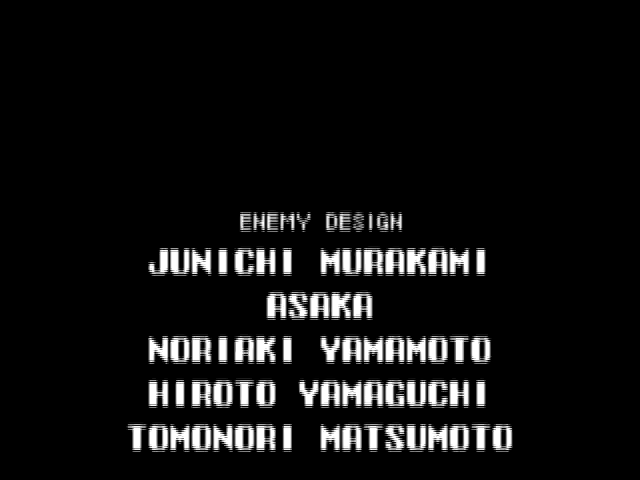 ENEMY DESIGN
JUNICHI MURAKAMI
ASAKA
NORIAKI YAMAMOTO
HIROTO YAMAGUCHI
TOMONORI MATSUMOTO